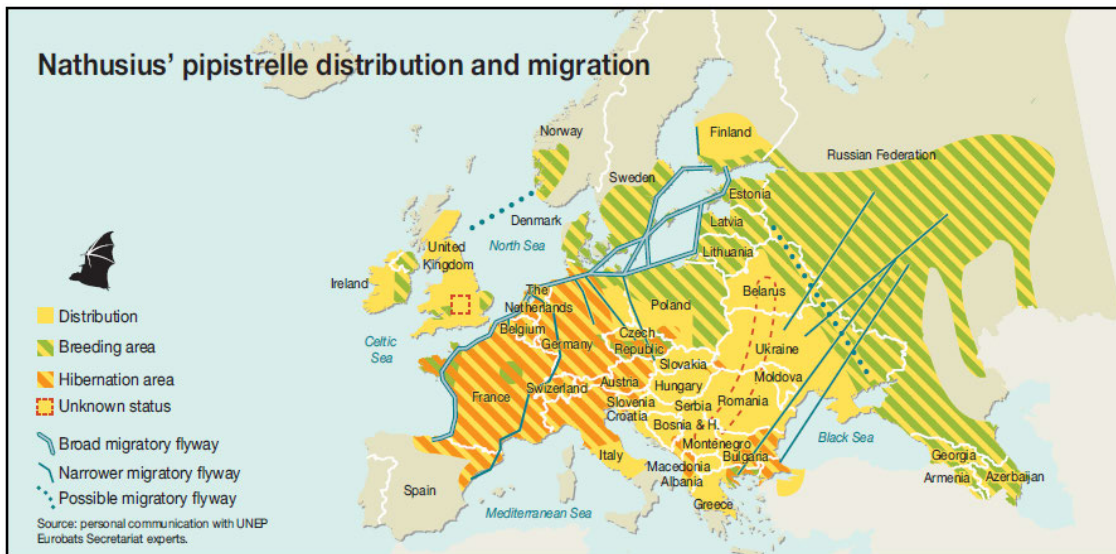 Nathusius’ pipistrelle distribution and migration
Norway
Finland
Russian Federation
Sweden
Estonia
Denmark
Latvia
North Sea
Lithuania
United
Kingdom
Ireland
The
Netherlands
Belarus
Poland
Belgium
Celtic
Sea
Germany
Czech
Republic
Ukraine
Slovakia
France
Swizerland
Austria
Hungary
Moldova
Slovenia
Croatia
Serbia
Romania
Bosnia & H.
Montenegro
Bulgaria
Black Sea
Italy
Georgia
Macedonia
Albania
Armenia
Azerbaijan
Spain
Greece
Mediterranean Sea
Distribution
Breeding area
Hibernation area
Unknown status
Broad migratory flyway
Narrower migratory flyway
Possible migratory flyway
Source: personal communication with UNEP
Eurobats Secretariat experts.